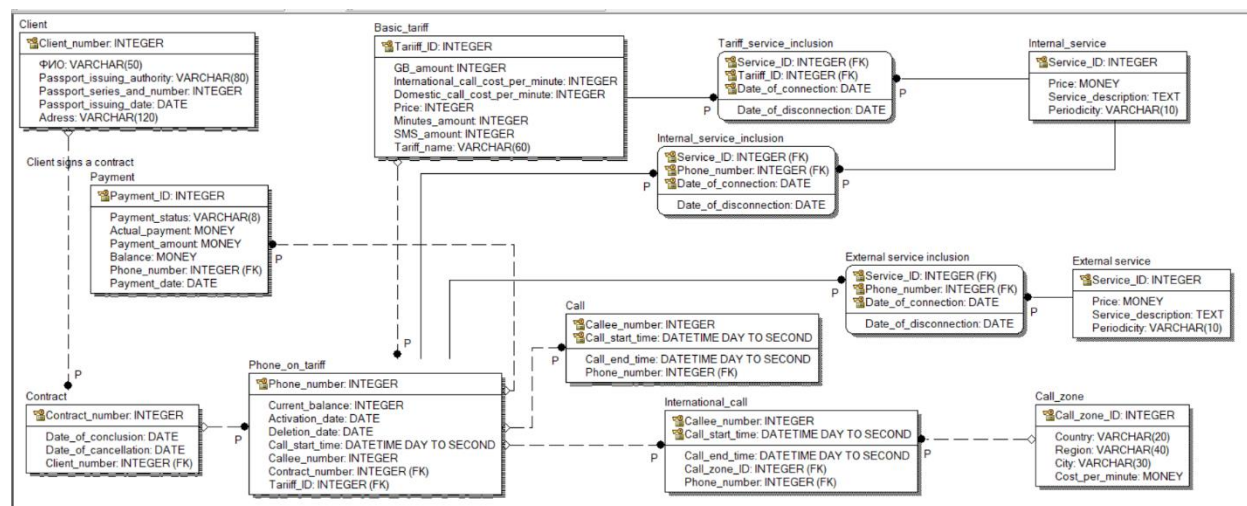 Client
Client_number: INTEGER
ФИО: VARCHAR(50)
Passport_issuing_authority: VARCHAR(80)
Passport_series_and_number: INTEGER
Passport_issuing_date: DATE
Adress: VARCHAR(120)
Client signs a contract
Basic_tariff
Tariff_ID: INTEGER
GB_amount: INTEGER
International_call_cost_per_minute: INTEGER
Domestic_call_cost_per_minute: INTEGER
Price: INTEGER
Minutes_amount: INTEGER
SMS_amount: INTEGER
Tariff_name: VARCHAR(60)
Tariff_service_inclusion
Service_ID: INTEGER (FK)
Tariiff_ID: INTEGER (FK)
Date_of_connection: DATE
Date_of_disconnection: DATE
P
P
Internal_service
Service_ID: INTEGER
Price: MONEY
Service_description: TEXT
Periodicity: VARCHAR(10)
Internal_service_inclusion
Service_ID: INTEGER (FK)
Phone_number: INTEGER (FK)
Date_of_connection: DATE
Date_of_disconnection: DATE
P
P
Payment
Payment_ID: INTEGER
Payment_status: VARCHAR(8)
Actual_payment: MONEY
Payment_amount: MONEY
Balance: MONEY
Phone_number: INTEGER (FK)
Payment_date: DATE
P
External service inclusion
Service_ID: INTEGER (FK)
Phone_number: INTEGER (FK)
Date_of_connection: DATE
Date_of_disconnection: DATE
P
P
External service
Service_ID: INTEGER
Price: MONEY
Service_description: TEXT
Periodicity: VARCHAR(10)
Call
Callee_number: INTEGER
Call_start_time: DATETIME DAY TO SECOND
Call_end_time: DATETIME DAY TO SECOND
Phone_number: INTEGER (FK)
P
P
P
Contract
Contract_number: INTEGER
Date_of_conclusion: DATE
Date_of_cancellation: DATE
Client_number: INTEGER (FK)
P
Phone_on_tariff
Phone_number: INTEGER
Current_balance: INTEGER
Activation_date: DATE
Deletion_date: DATE
Call_start_time: DATETIME DAY TO SECOND
Callee_number: INTEGER
Contract_number: INTEGER (FK)
Tariff_ID: INTEGER (FK)
International_call
Callee_number: INTEGER
Call_start_time: DATETIME DAY TO SECOND
Call_end_time: DATETIME DAY TO SECOND
Call_zone_ID: INTEGER (FK)
Phone_number: INTEGER (FK)
P
P
Call_zone
Call_zone_ID: INTEGER
Country: VARCHAR(20)
Region: VARCHAR(40)
City: VARCHAR(30)
Cost_per_minute: MONEY